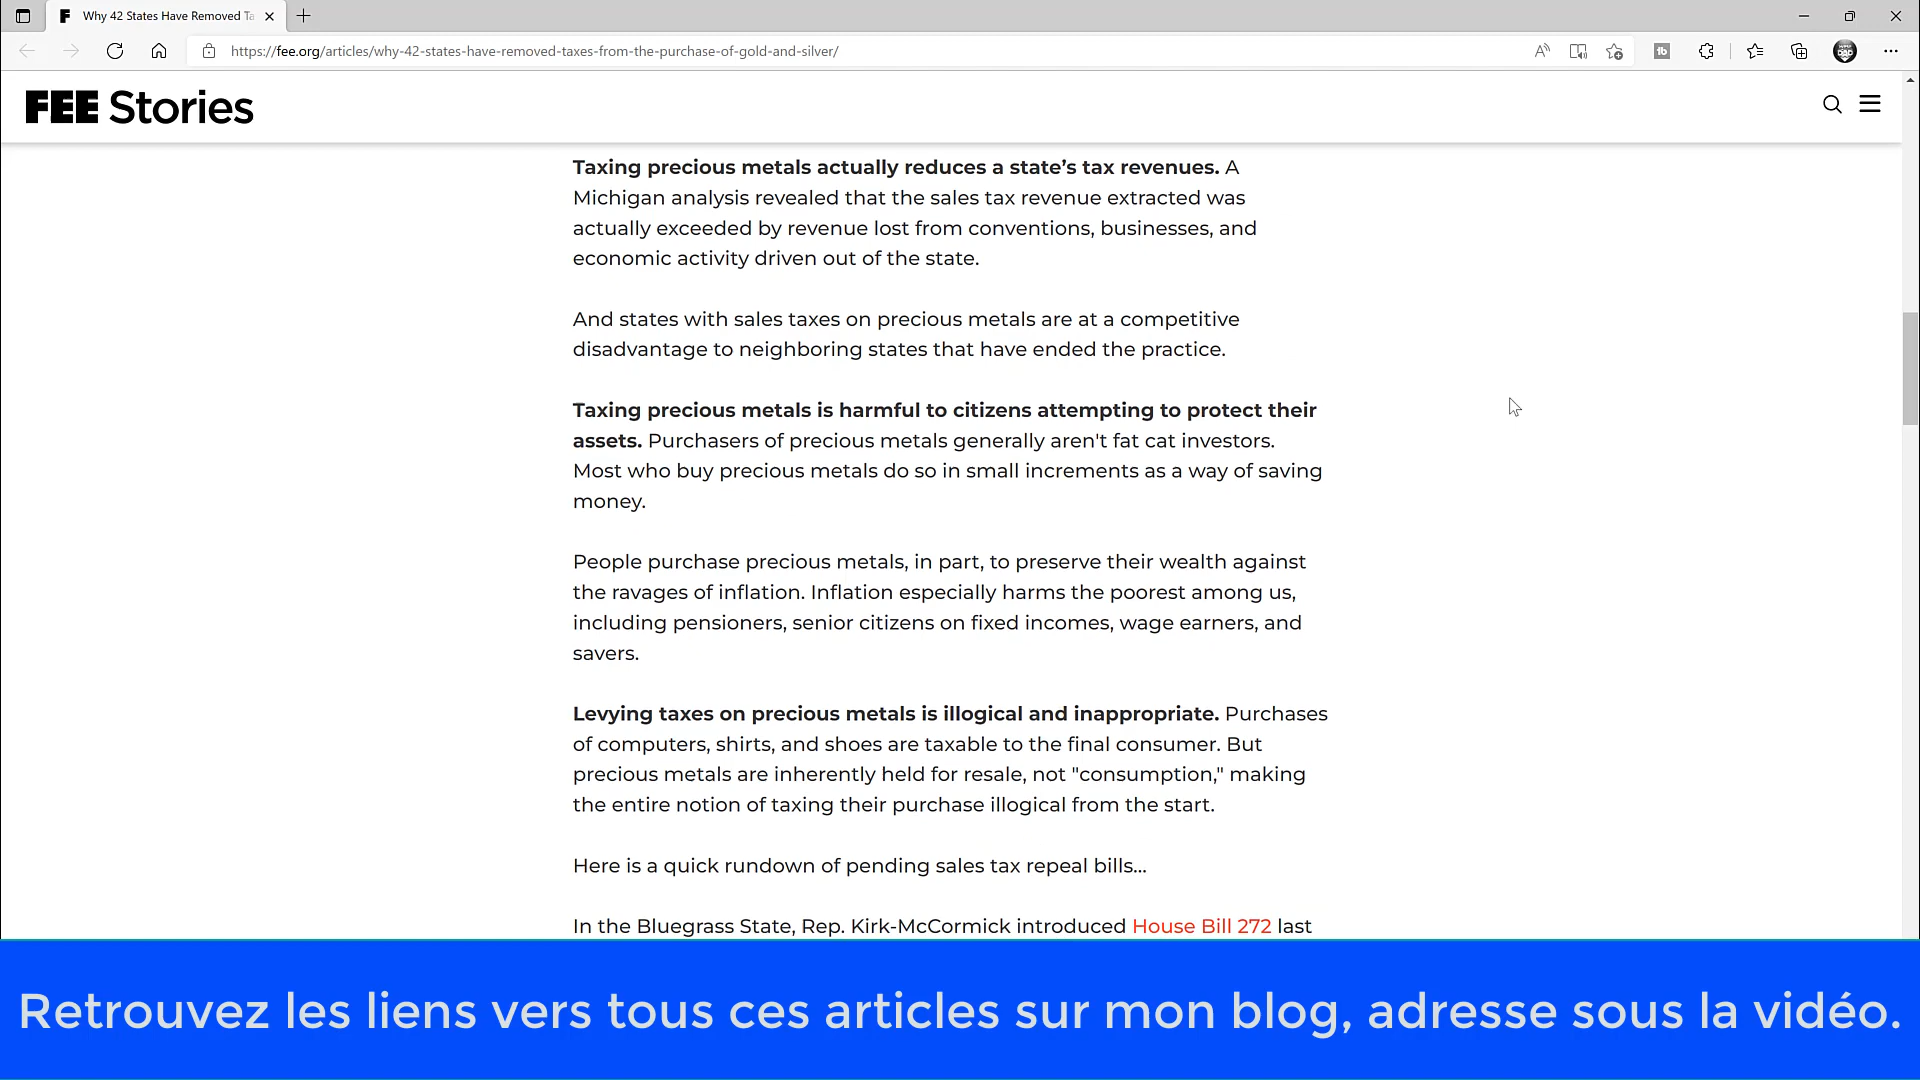 Why 42 States Have Removed Ta
https://fee.org/articles/why-42-states-have-removed-taxes-from-the-purchase-of-gold-and-silver/
FEE Stories
Taxing precious metals actually reduces a state’s tax revenues. A
Michigan analysis revealed that the sales tax revenue extracted was
actually exceeded by revenue lost from conventions, businesses, and
economic activity driven out of the state.
And states with sales taxes on precious metals are at a competitive
disadvantage to neighboring states that have ended the practice.
Taxing precious metals is harmful to citizens attempting to protect their
assets. Purchasers of precious metals generally aren't fat cat investors.
Most who buy precious metals do so in small increments as a way of saving
money.
People purchase precious metals, in part, to preserve their wealth against
the ravages of inflation. Inflation especially harms the poorest among us,
including pensioners, senior citizens on fixed incomes, wage earners, and
savers.
Levying taxes on precious metals is illogical and inappropriate. Purchases
of computers, shirts, and shoes are taxable to the final consumer. But
precious metals are inherently held for resale, not "consumption," making
the entire notion of taxing their purchase illogical from the start.
Here is a quick rundown of pending sales tax repeal bills...
In the Bluegrass State, Rep. Kirk-McCormick introduced House Bill 272 last
Retrouvez les liens vers tous ces articles sur mon blog, adresse sous la vidéo.